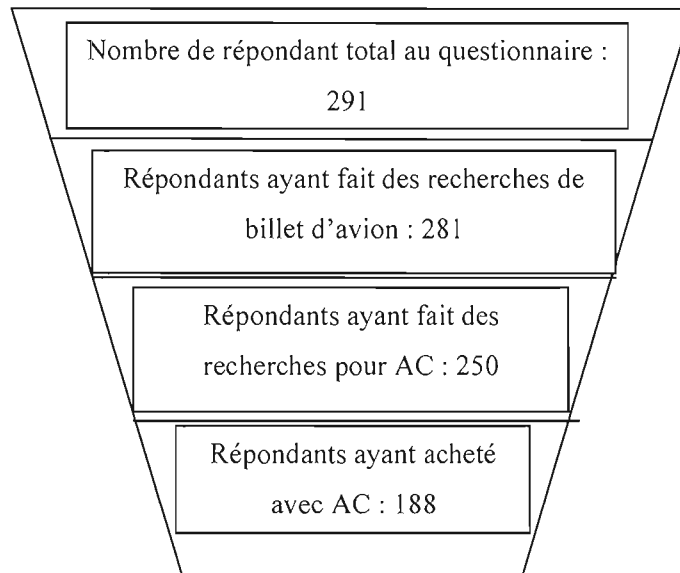 Nombre de répondant total au questionnaire :
291
Répondants ayant fait des recherches de
billet d'avion : 281
Répondants ayant fait des
recherches pour AC : 250
Répondants ayant acheté
avec AC : 188